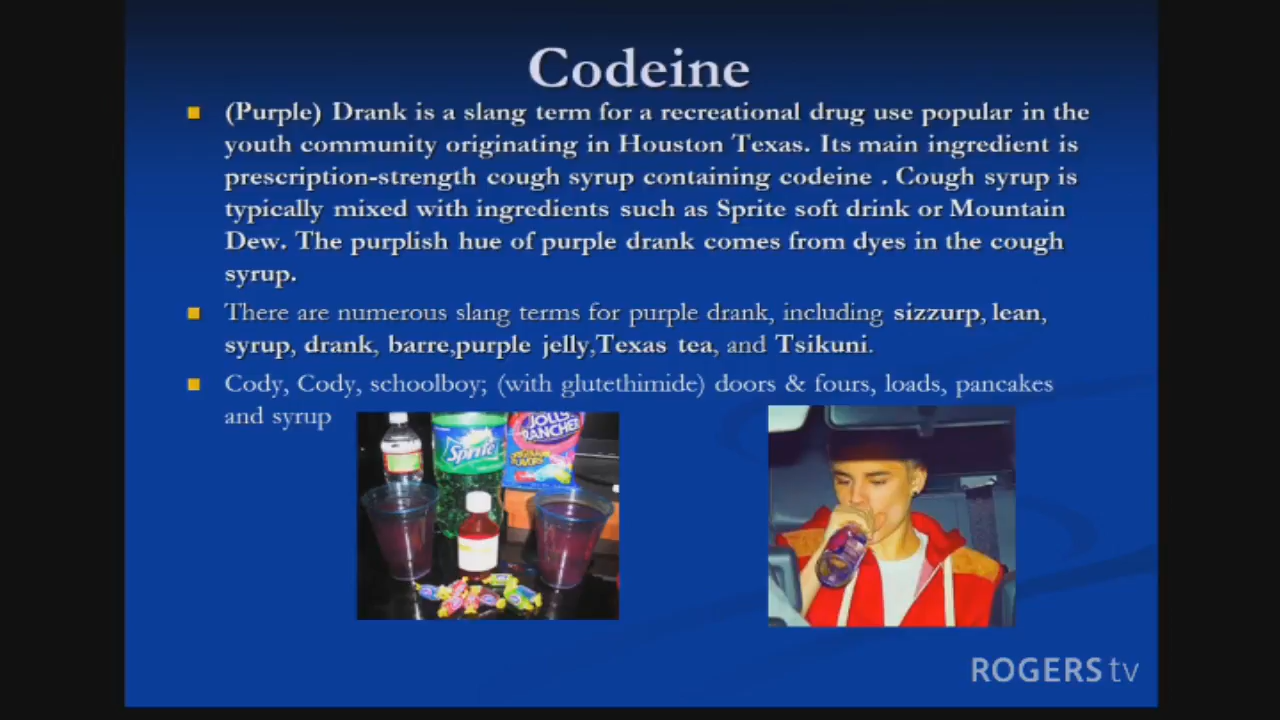 Codeine
(Purple) Drank is a slang term for a recreational drug use popular in the
youth community originating in Houston Texas. Its main ingredient is
prescription-strength cough syrup containing codeine . Cough syrup is
typically mixed with ingredients such as Sprite soft drink or Mountain
Dew. The purplish hue of purple drank comes from dyes in the cough
syrup.
There are numerous slang terms for purple drank, including sizzurp, lean,
syrup, drank, barre,purple jelly,Texas tea, and Tsikuni.
Cody, Cody, schoolboy; (with glutethimide) doors & fours, loads, pancakes
and syrup
JOLLY
RANCHER
ORIGINAL
FLAVORS
Sprite
ROGERS tv